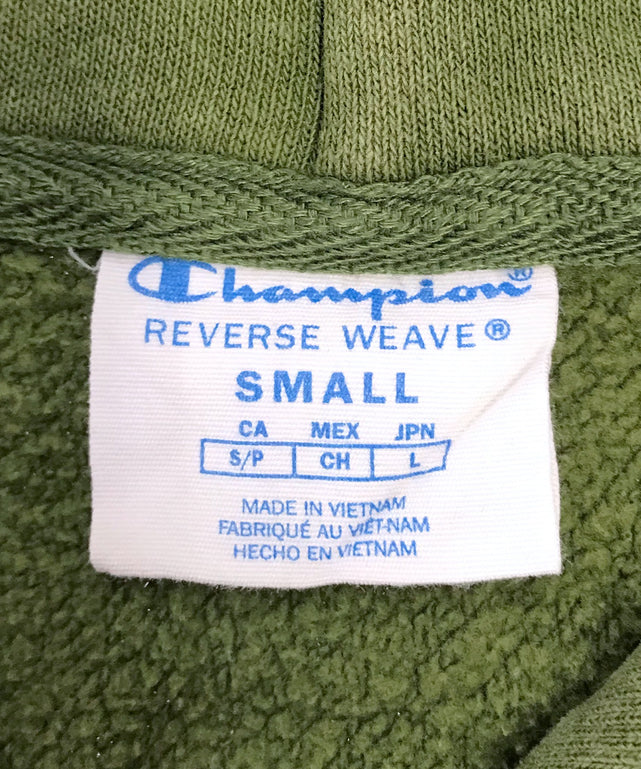 Champion®
REVERSE WEAVE®
SMALL
CA MEX JPN
S/P CH L
MADE IN VIETNAM
FABRIQUÉ AU VIÊT-NAM
HECHO EN VIETNAM